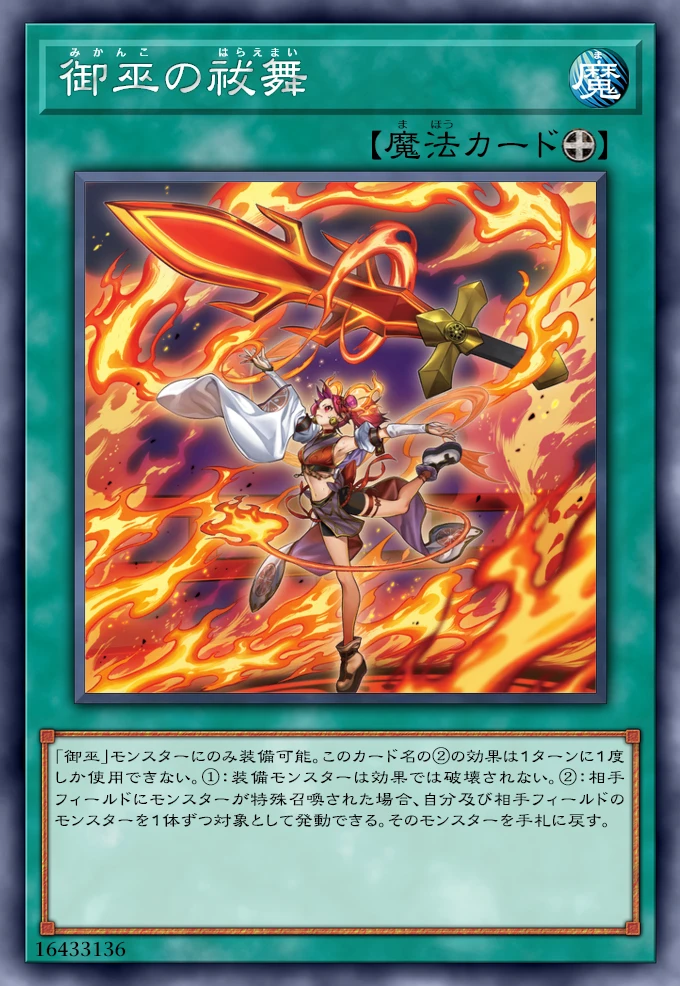 みかんこ はらえまい
御巫の祓舞
ま
魔
ま ほう
【魔法カード】
「御巫」モンスターにのみ装備可能。このカード名の②の効果は1ターンに1度
しか使用できない。①：装備モンスターは効果では破壊されない。②：相手
フィールドにモンスターが特殊召喚された場合、自分及び相手フィールドの
モンスターを1体ずつ対象として発動できる。そのモンスターを手札に戻す。
16433136